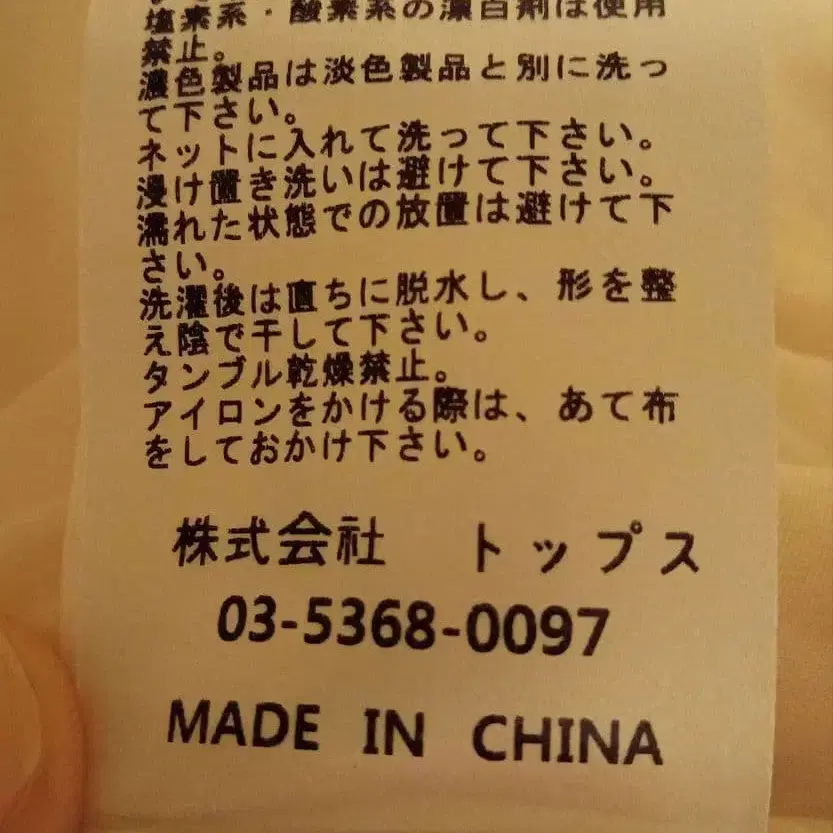 塩素系・酸素系の漂白剤は使用
禁止。
濃色製品は淡色製品と別に洗っ
て下さい。
ネットに入れて洗って下さい。
浸け置き洗いは避けて下さい。
濡れた状態での放置は避けて下
さい。
洗濯後は直ちに脱水し、形を整
え陰で干して下さい。
タンブル乾燥禁止。
アイロンをかける際は、あて布
をしておかけ下さい。
株式会社 トップス
03-5368-0097
MADE IN CHINA